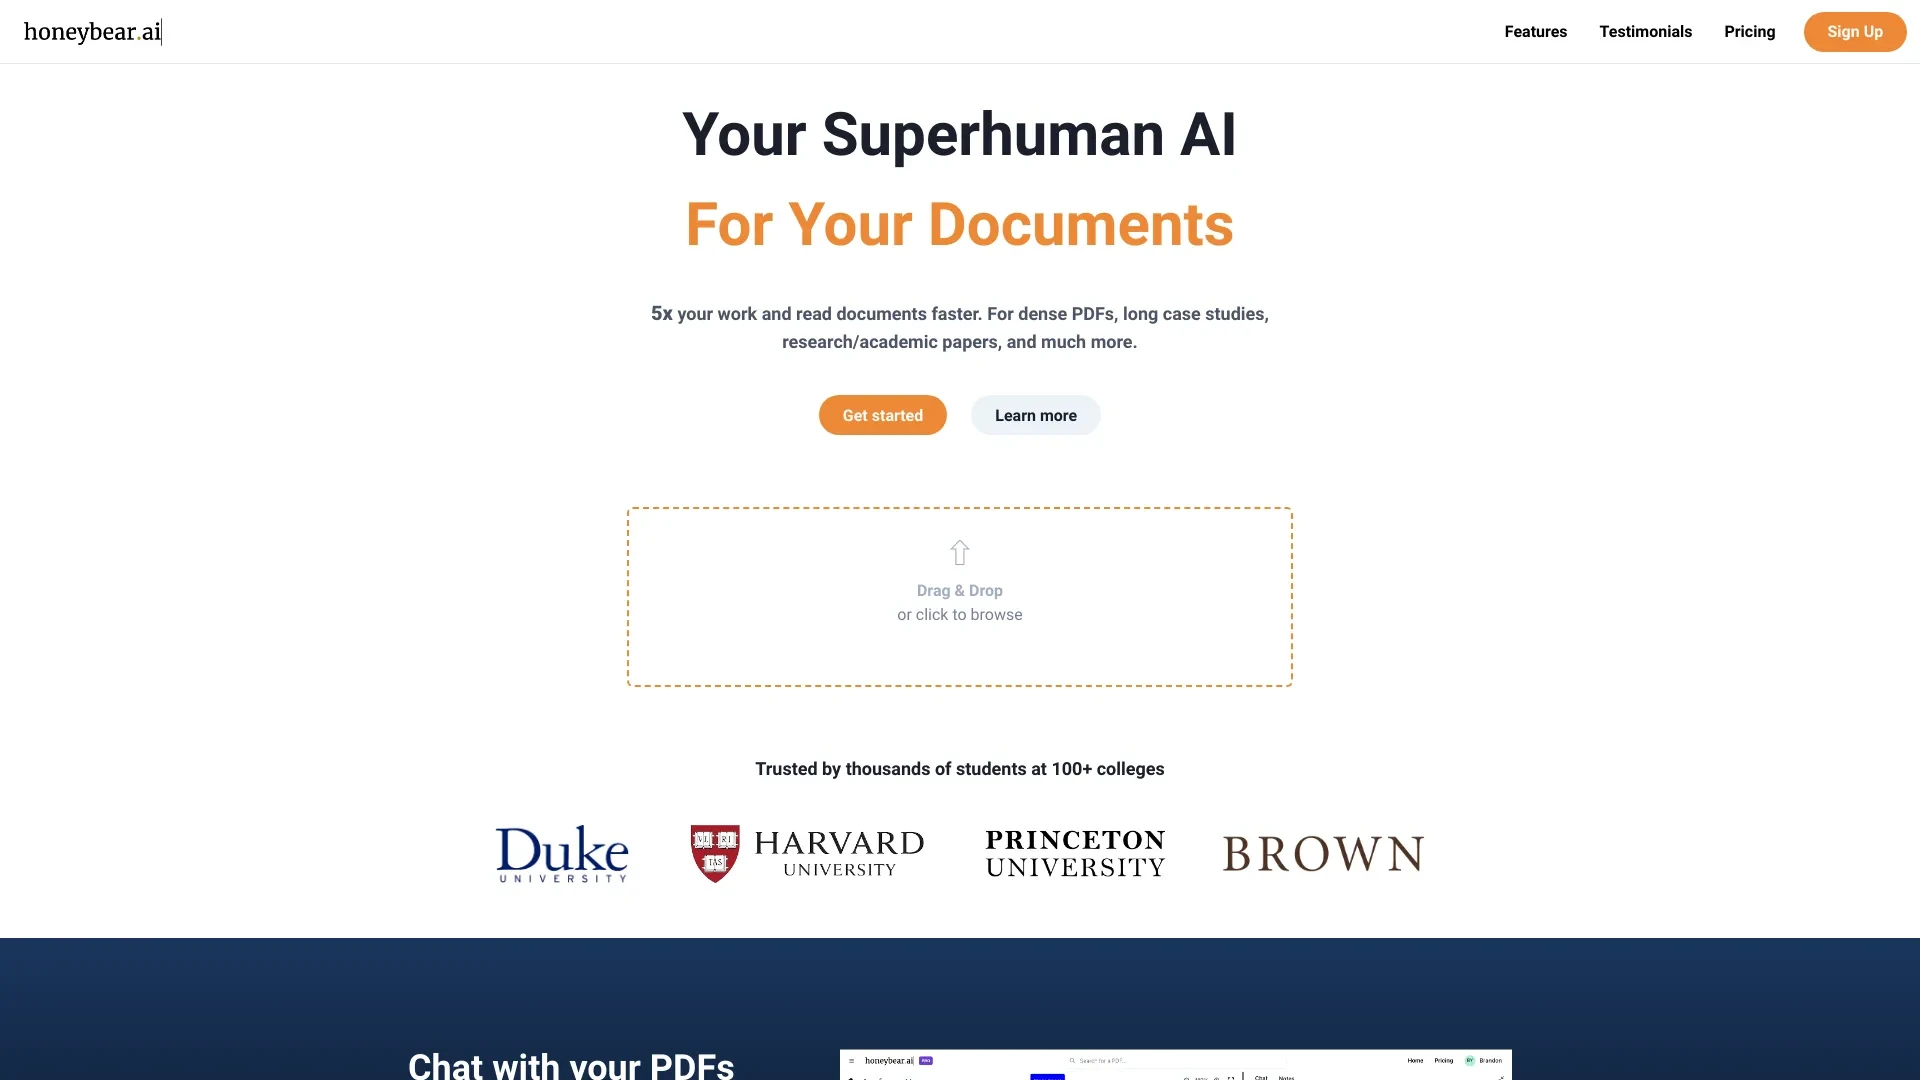 honeybear.ai
Features
Testimonials
Pricing
Sign Up
Your Superhuman AI
For Your Documents
5x your work and read documents faster. For dense PDFs, long case studies,
research/academic papers, and much more.
Get started
Learn more
Drag & Drop
or click to browse
Trusted by thousands of students at 100+ colleges
Duke
UNIVERSITY
VE RI
TAS
HARVARD
UNIVERSITY
PRINCETON
UNIVERSITY
BROWN
Chat with your PDFs
honeybear.ai
PRO
Search for a PDF...
Home
Pricing
BY
Brandon
Chat
Notes